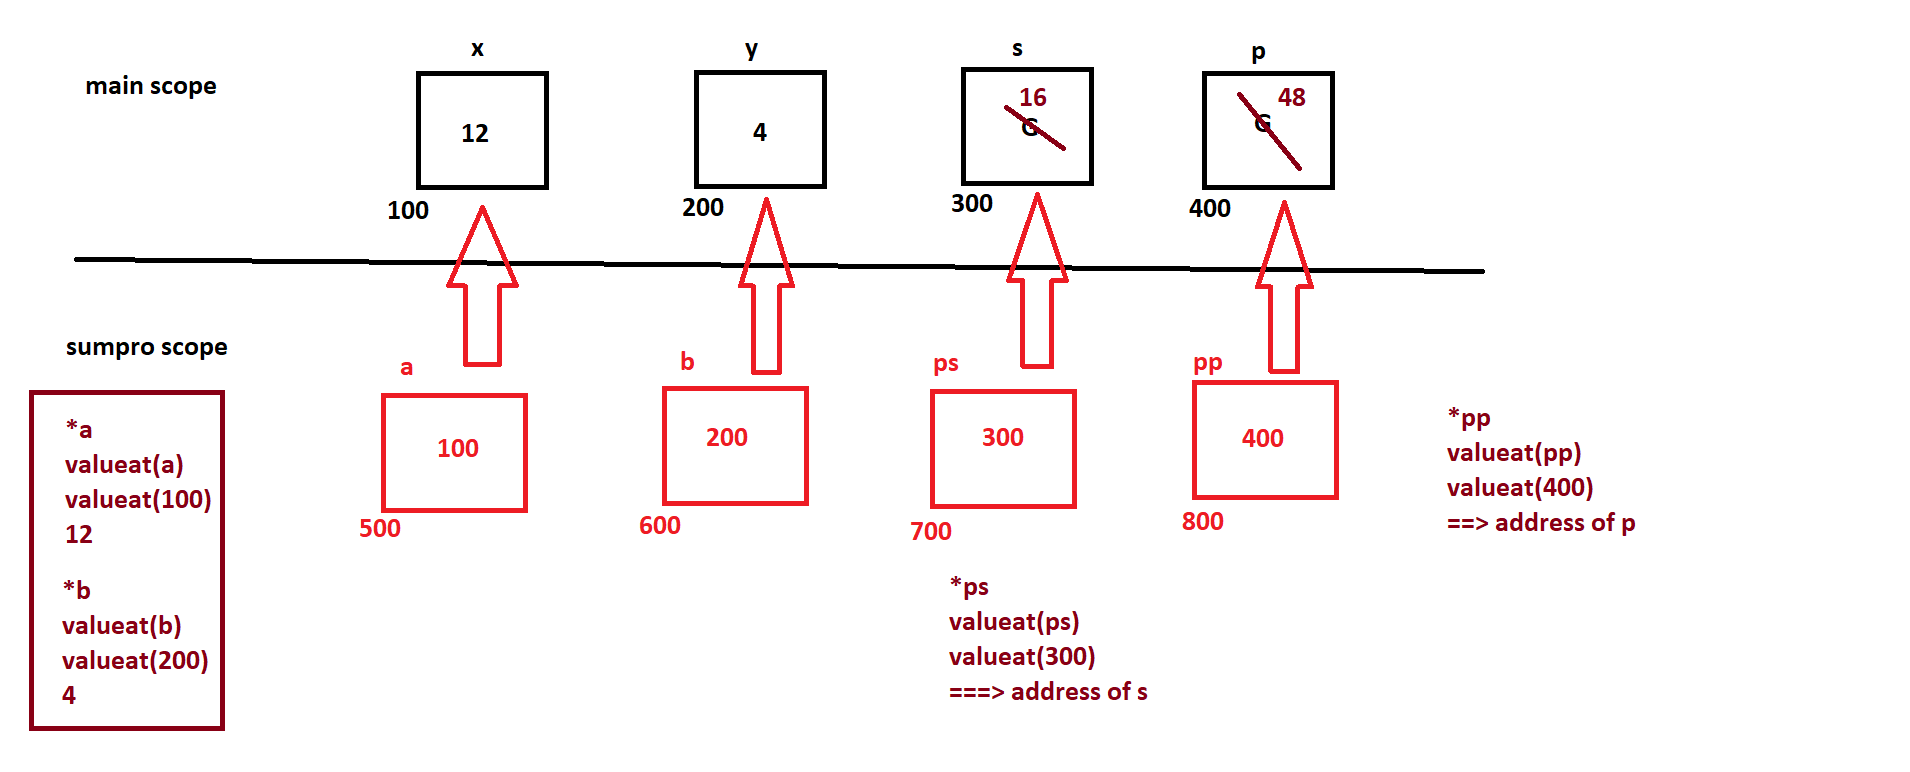 x
y
s
p
main scope
12
4
16
G
48
G
100
200
300
400
sumpro scope
a
b
ps
pp
100
200
300
400
500
600
700
800
*a
valueat(a)
valueat(100)
12
*b
valueat(b)
valueat(200)
4
*ps
valueat(ps)
valueat(300)
===> address of s
*pp
valueat(pp)
valueat(400)
==> address of p